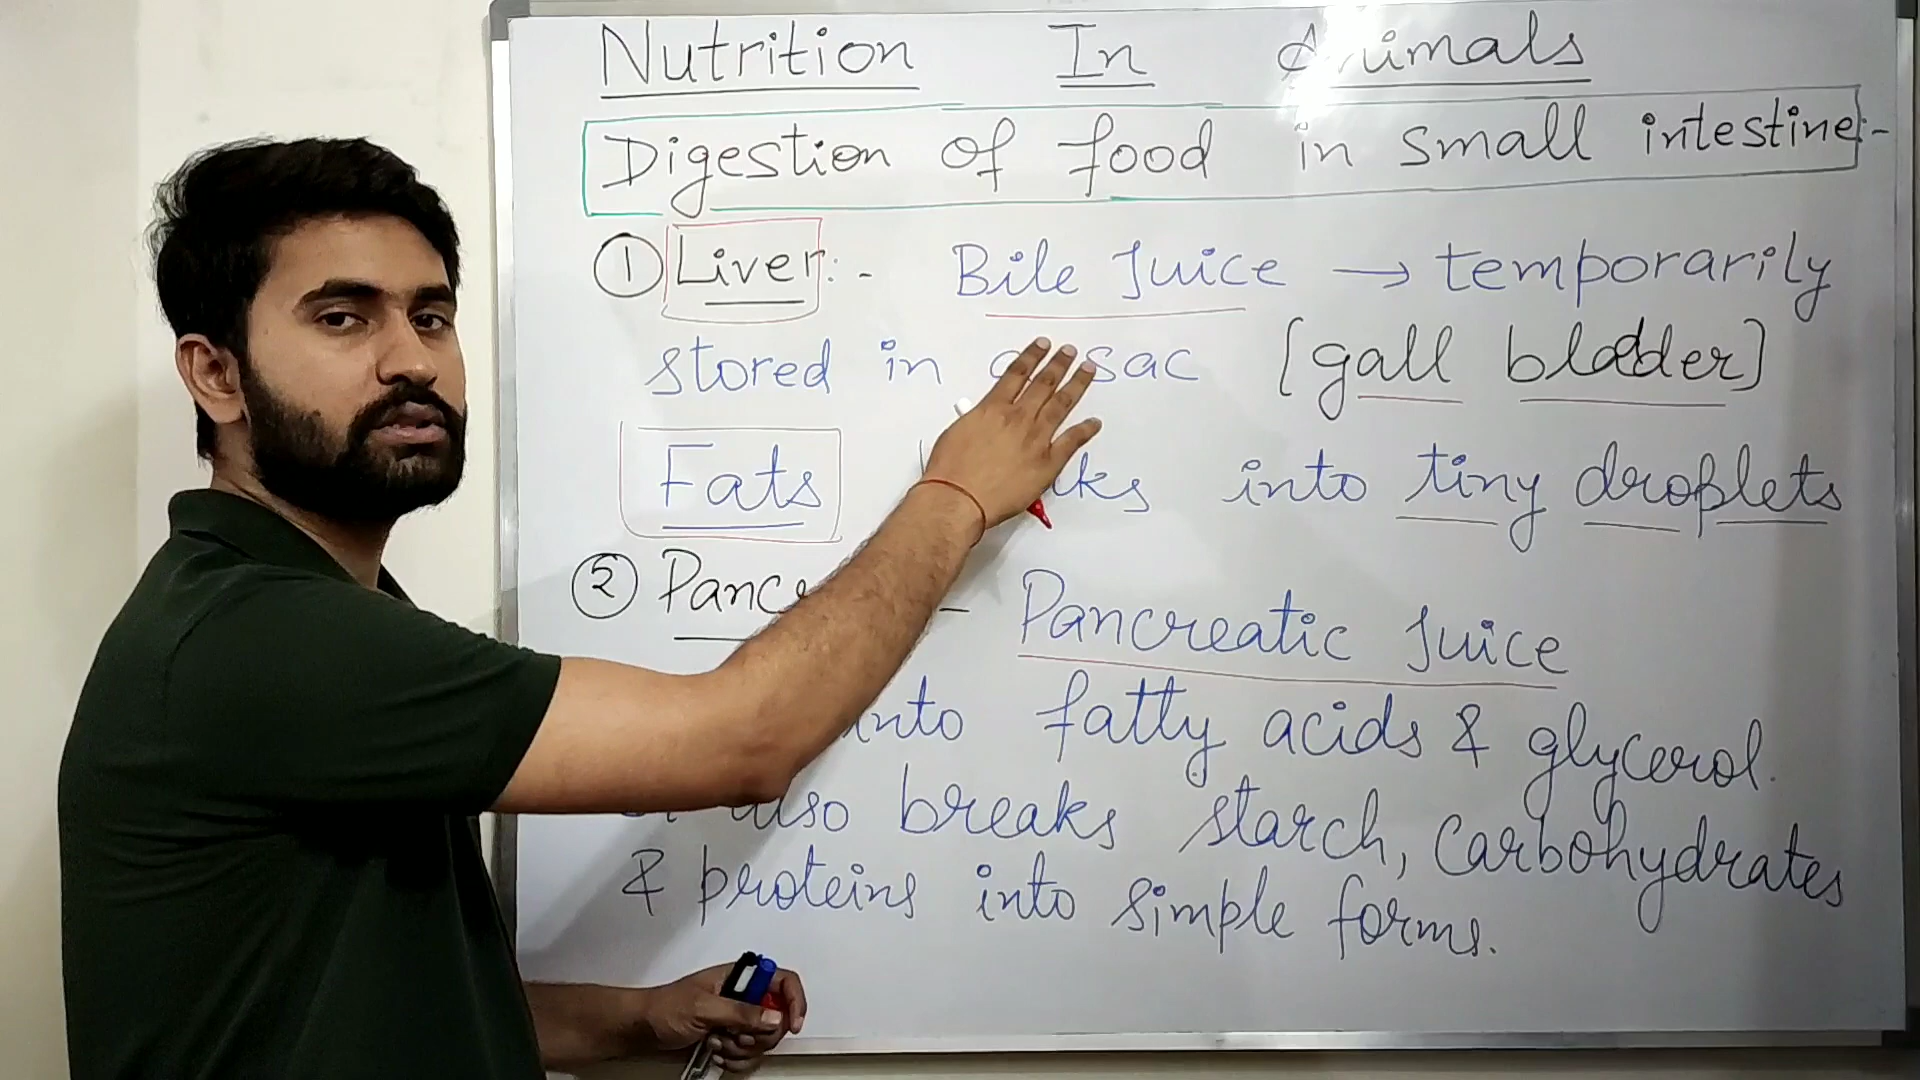 Nutrition In Animals
Digestion of food in small intestine:-
① Liver:- Bile Juice → temporarily
stored in a sac [gall bladder]
Fats into tiny droplets
② - Pancreatic Juice
into fatty acids & glycerol.
also breaks starch, carbohydrates
& proteins into simple forms.